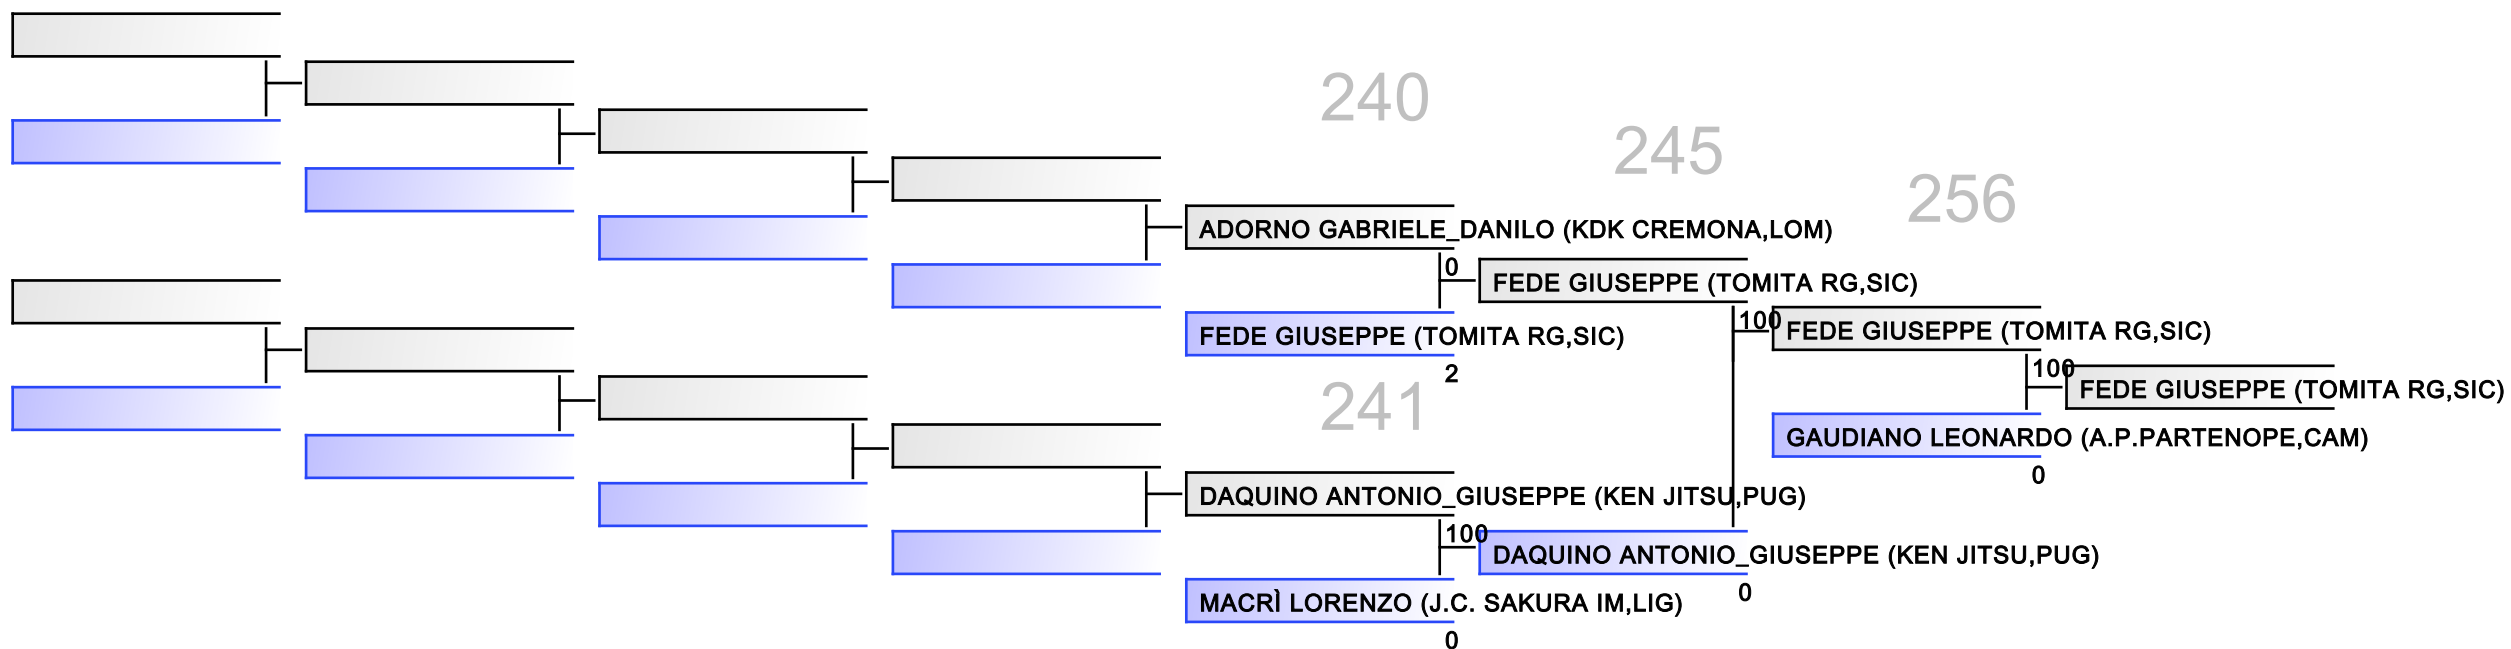 240
245
256
ADORNO GABRIELE_DANILO (KDK CREMONA,LOM)
0
FEDE GIUSEPPE (TOMITA RG,SIC)
100
FEDE GIUSEPPE (TOMITA RG,SIC)
FEDE GIUSEPPE (TOMITA RG,SIC)
2
100
FEDE GIUSEPPE (TOMITA RG,SIC)
241
GAUDIANO LEONARDO (A.P.PARTENOPE,CAM)
0
DAQUINO ANTONIO_GIUSEPPE (KEN JITSU,PUG)
100
DAQUINO ANTONIO_GIUSEPPE (KEN JITSU,PUG)
0
MACRÌ LORENZO (J.C. SAKURA IM,LIG)
0